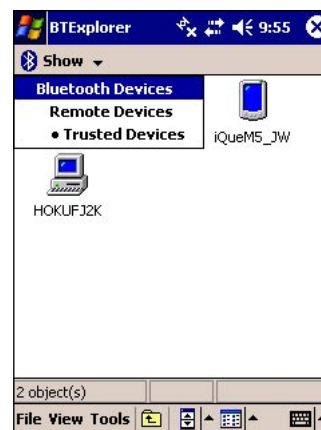 BTExplorer 9:55
Show
Bluetooth Devices
Remote Devices
• Trusted Devices
iQueM5_JW
HOKUFJ2K
2 object(s)
File View Tools